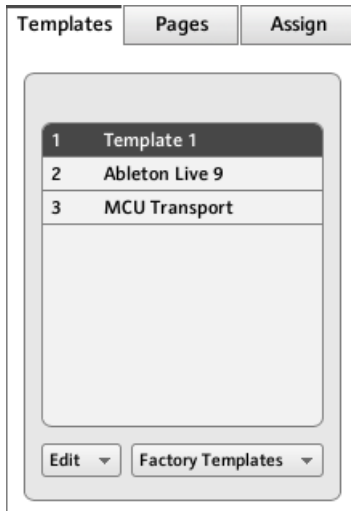 Templates Pages Assign
1 Template 1
2 Ableton Live 9
3 MCU Transport
Edit Factory Templates